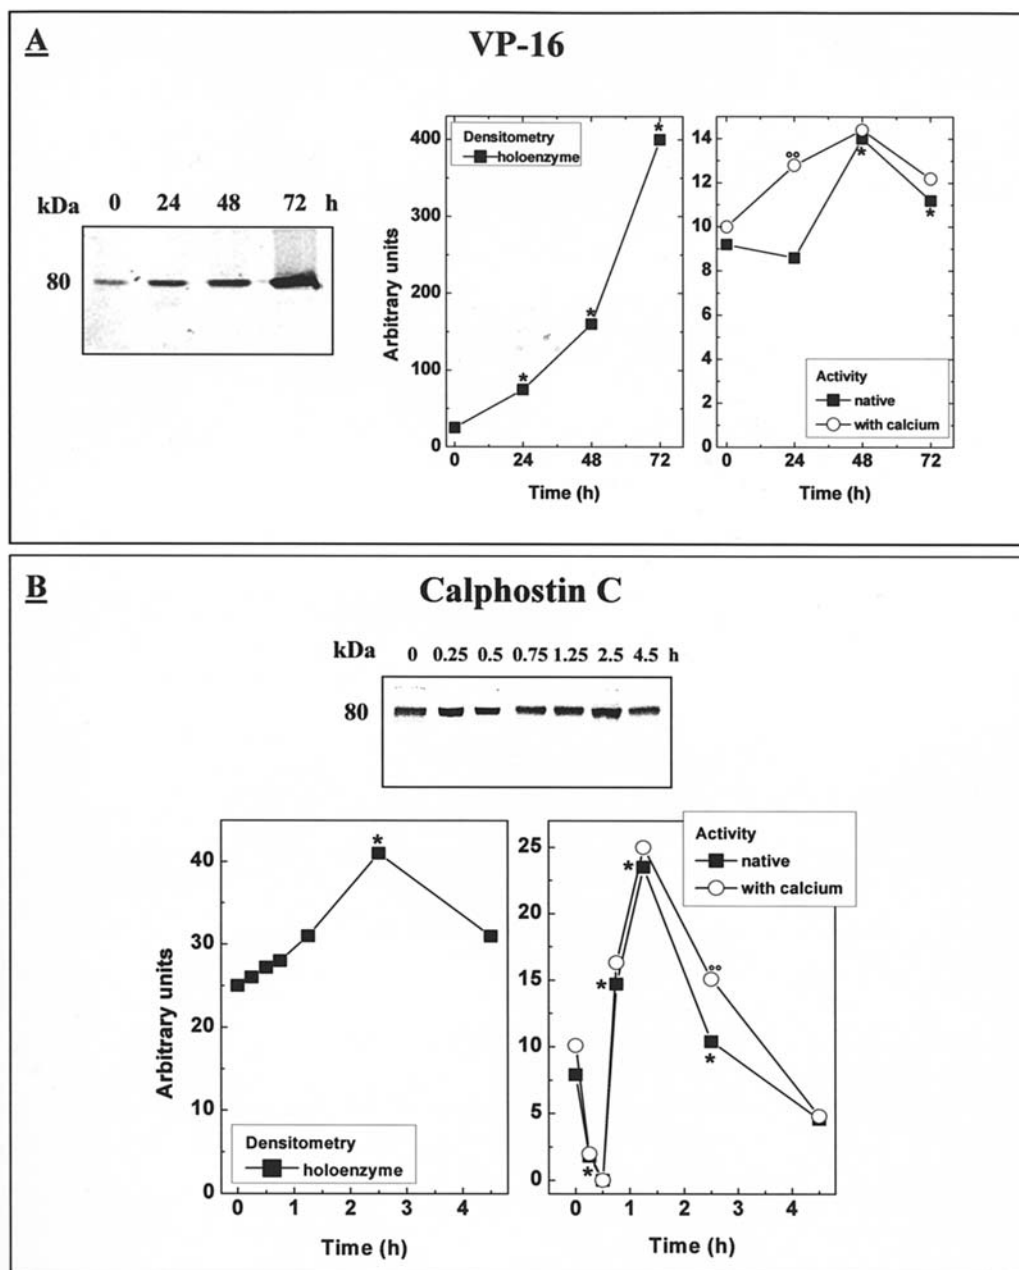 A
VP-16
kDa 0 24 48 72 h
80
Densitometry
holoenzyme
400
300
200
100
0
Arbitrary units
0 24 48 72
Time (h)
*
*
*
*
14
12
10
8
6
4
2
0
°°
*
*
Activity
native
with calcium
0 24 48 72
Time (h)
B
Calphostin C
kDa 0 0.25 0.5 0.75 1.25 2.5 4.5 h
80
40
30
20
10
0
Arbitrary units
*
Densitometry
holoenzyme
0 1 2 3 4
Time (h)
25
20
15
10
5
0
Activity
native
with calcium
*
*
°°
*
*
0 1 2 3 4
Time (h)